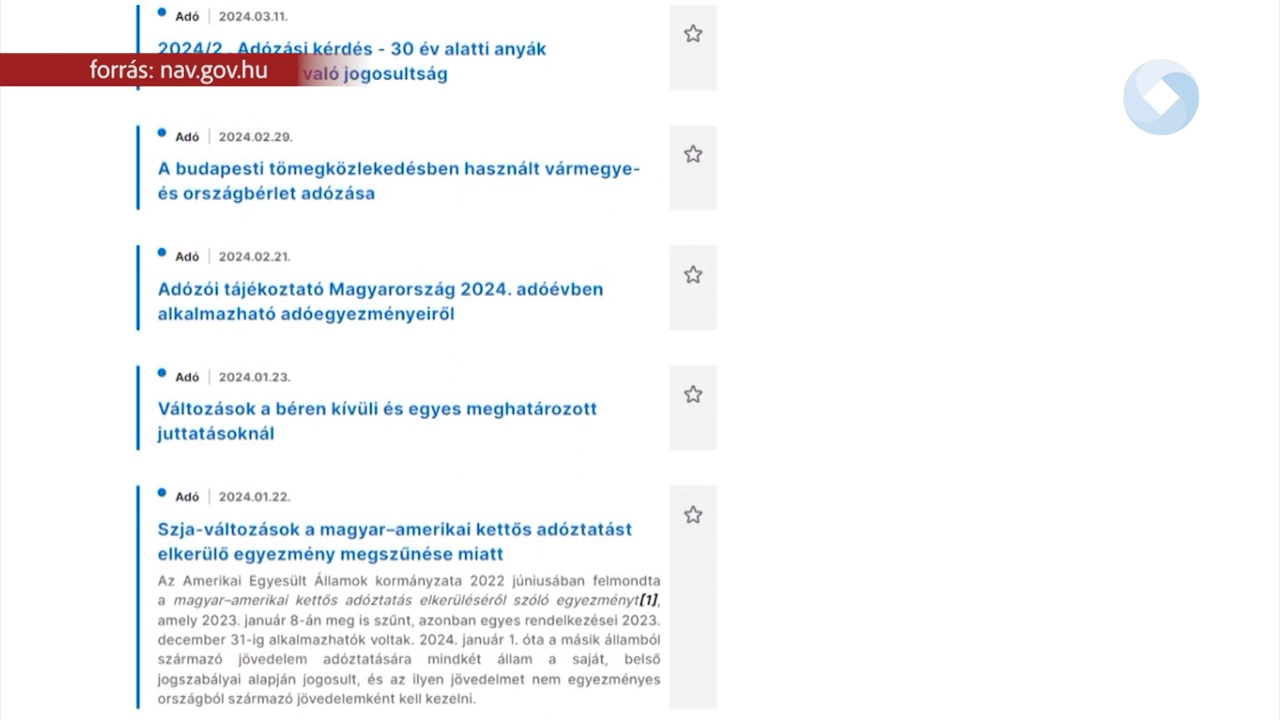 Adó | 2024.03.11.
2024/2 . Adózási kérdés - 30 év alatti anyák
forrás: nav.gov.hu
való jogosultság
Adó | 2024.02.29.
A budapesti tömegközlekedésben használt vármegye-
és országbérlet adózása
Adó | 2024.02.21.
Adózói tájékoztató Magyarország 2024. adóévben
alkalmazható adóegyezményeiről
Adó | 2024.01.23.
Változások a béren kívüli és egyes meghatározott
juttatásoknál
Adó | 2024.01.22.
Szja-változások a magyar–amerikai kettős adóztatást
elkerülő egyezmény megszűnése miatt
Az Amerikai Egyesült Államok kormányzata 2022 júniusában felmondta
a magyar–amerikai kettős adóztatás elkerüléséről szóló egyezményt[1],
amely 2023. január 8-án meg is szűnt, azonban egyes rendelkezései 2023.
december 31-ig alkalmazhatók voltak. 2024. január 1. óta a másik államból
származó jövedelem adóztatására mindkét állam a saját, belső
jogszabályai alapján jogosult, és az ilyen jövedelmet nem egyezményes
országból származó jövedelemként kell kezelni.